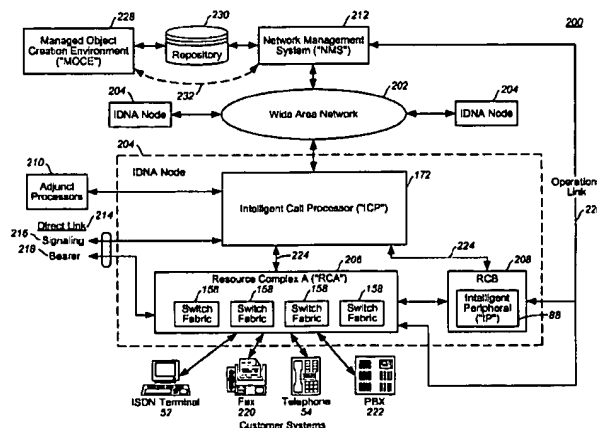 200
228
Managed Object
Creation Environment
("MOCE")
230
Repository
212
Network Management
System ("NMS")
232
202
Wide Area Network
204
IDNA Node
204
IDNA Node
204
IDNA Node
210
Adjunct
Processors
172
Intelligent Call Processor ("ICP")
Operations
Link
226
Direct Link
214
216
Signaling
218
Bearer
224
224
206
Resource Complex A ("RCA")
158
158
158
158
Switch
Fabric
Switch
Fabric
Switch
Fabric
Switch
Fabric
RCB
208
Intelligent
Peripheral
("IP")
88
ISDN Terminal
52
Fax
220
Telephone
54
PBX
222
Customer Systems